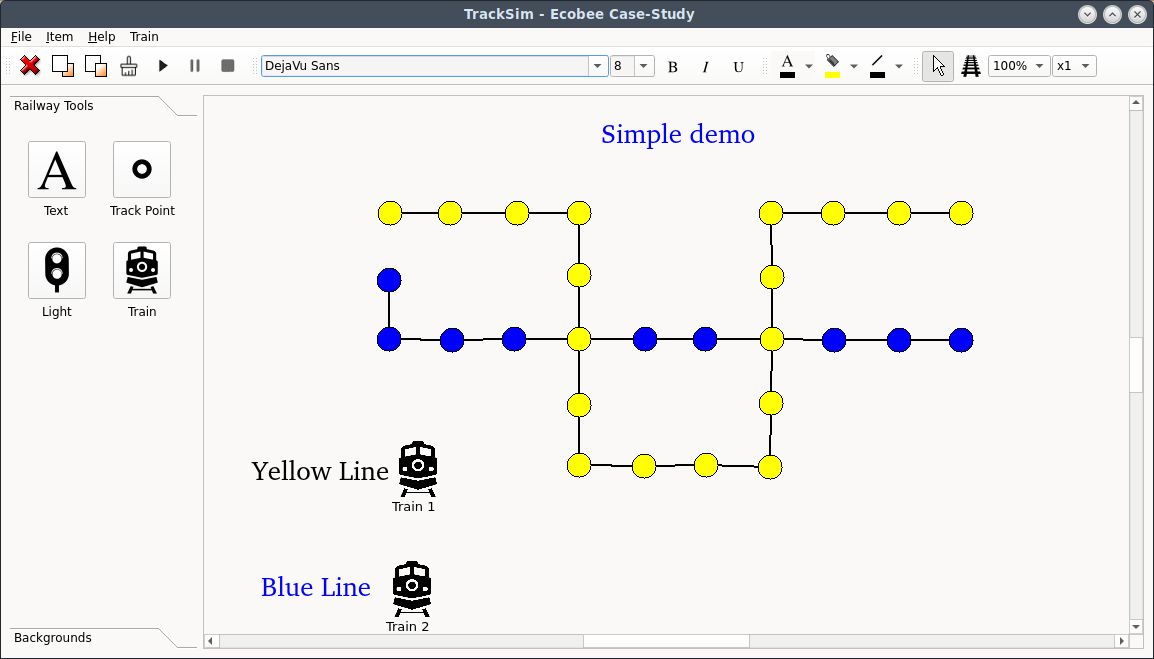 TrackSim - Ecobee Case-Study
File Item Help Train
DejaVu Sans 8 B I U A 100% x1
Railway Tools
A
Text Track Point
Light Train
Backgrounds
Simple demo
Yellow Line
Train 1
Blue Line
Train 2